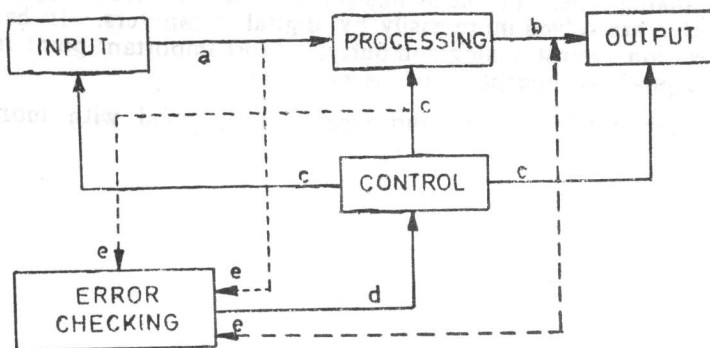 INPUT
a
PROCESSING
b
OUTPUT
c
c
CONTROL
c
e
e
ERROR
CHECKING
d
e